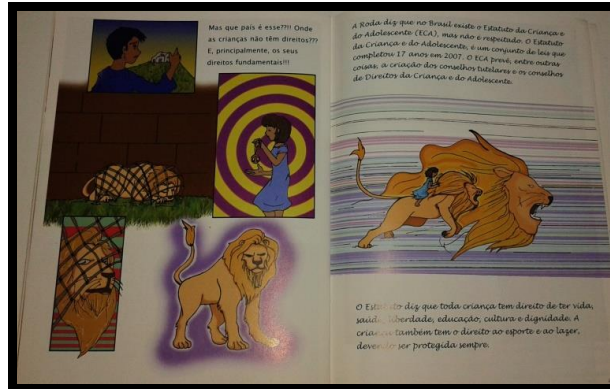 Mas que país é esse???!! Onde
as crianças não têm direitos???
E, principalmente, os seus
direitos fundamentais!!!
A Roda diz que no Brasil existe o Estatuto da Criança e
do Adolescente (ECA), mas não é respeitado. O Estatuto
da Criança e do Adolescente, é um conjunto de leis que
completou 17 anos em 2007. O ECA prevê, entre outras
coisas, a criação dos conselhos tutelares e os conselhos
de Direitos da Criança e do Adolescente.
O Estatuto diz que toda criança tem direito de ter vida,
saúde, liberdade, educação, cultura e dignidade. A
criança também tem o direito ao esporte e ao lazer,
devendo ser protegida sempre.